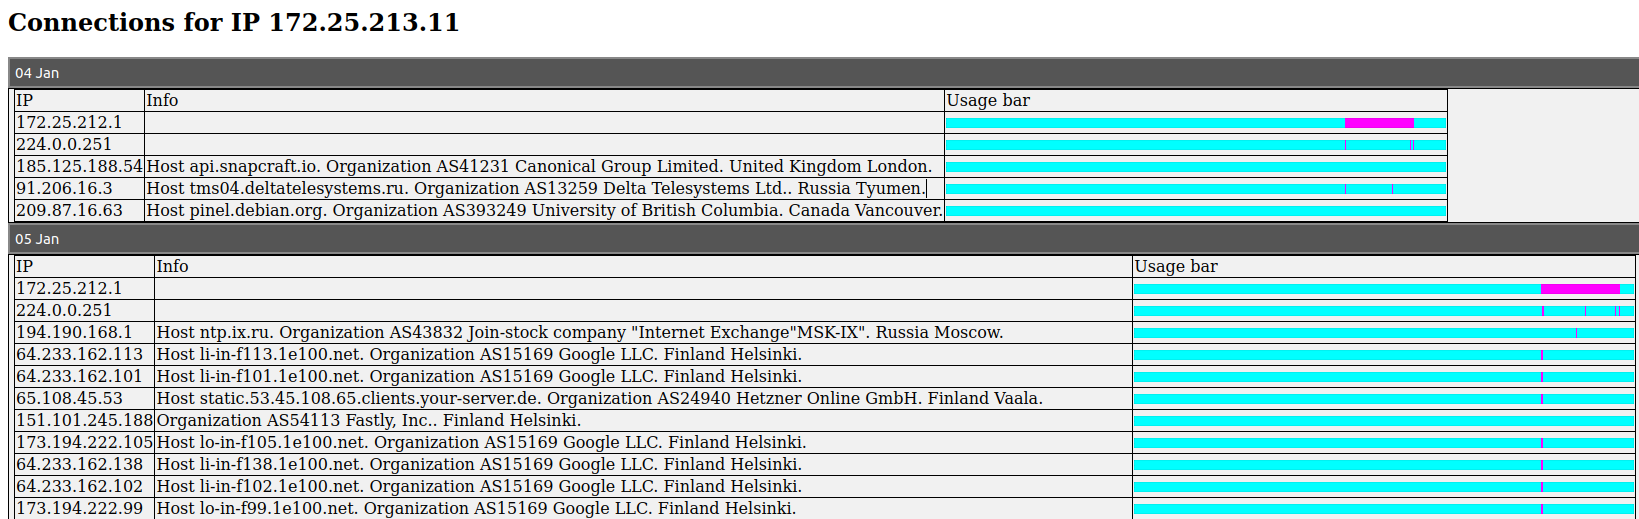 Connections for IP 172.25.213.11
04 Jan
IP Info Usage bar
172.25.212.1
224.0.0.251
185.125.188.54 Host api.snapcraft.io. Organization AS41231 Canonical Group Limited. United Kingdom London.
91.206.16.3 Host tms04.deltatelesystems.ru. Organization AS13259 Delta Telesystems Ltd.. Russia Tyumen.
209.87.16.63 Host pinel.debian.org. Organization AS393249 University of British Columbia. Canada Vancouver.
05 Jan
IP Info Usage bar
172.25.212.1
224.0.0.251
194.190.168.1 Host ntp.ix.ru. Organization AS43832 Join-stock company "Internet Exchange"MSK-IX". Russia Moscow.
64.233.162.113 Host li-in-f113.1e100.net. Organization AS15169 Google LLC. Finland Helsinki.
64.233.162.101 Host li-in-f101.1e100.net. Organization AS15169 Google LLC. Finland Helsinki.
65.108.45.53 Host static.53.45.108.65.clients.your-server.de. Organization AS24940 Hetzner Online GmbH. Finland Vaala.
151.101.245.188 Organization AS54113 Fastly, Inc.. Finland Helsinki.
173.194.222.105 Host lo-in-f105.1e100.net. Organization AS15169 Google LLC. Finland Helsinki.
64.233.162.138 Host li-in-f138.1e100.net. Organization AS15169 Google LLC. Finland Helsinki.
64.233.162.102 Host li-in-f102.1e100.net. Organization AS15169 Google LLC. Finland Helsinki.
173.194.222.99 Host lo-in-f99.1e100.net. Organization AS15169 Google LLC. Finland Helsinki.